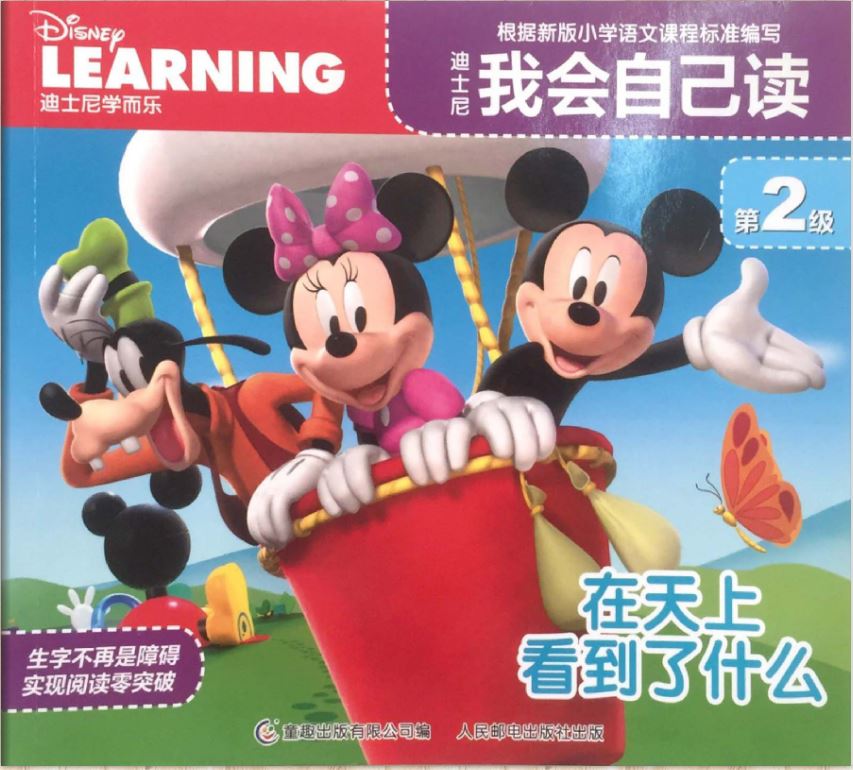 Disney
LEARNING
迪士尼学而乐
根据新版小学语文课程标准编写
迪士尼
我会自己读
第2级
在天上
看到了什么
生字不再是障碍
实现阅读零突破
童趣出版有限公司编 人民邮电出版社出版